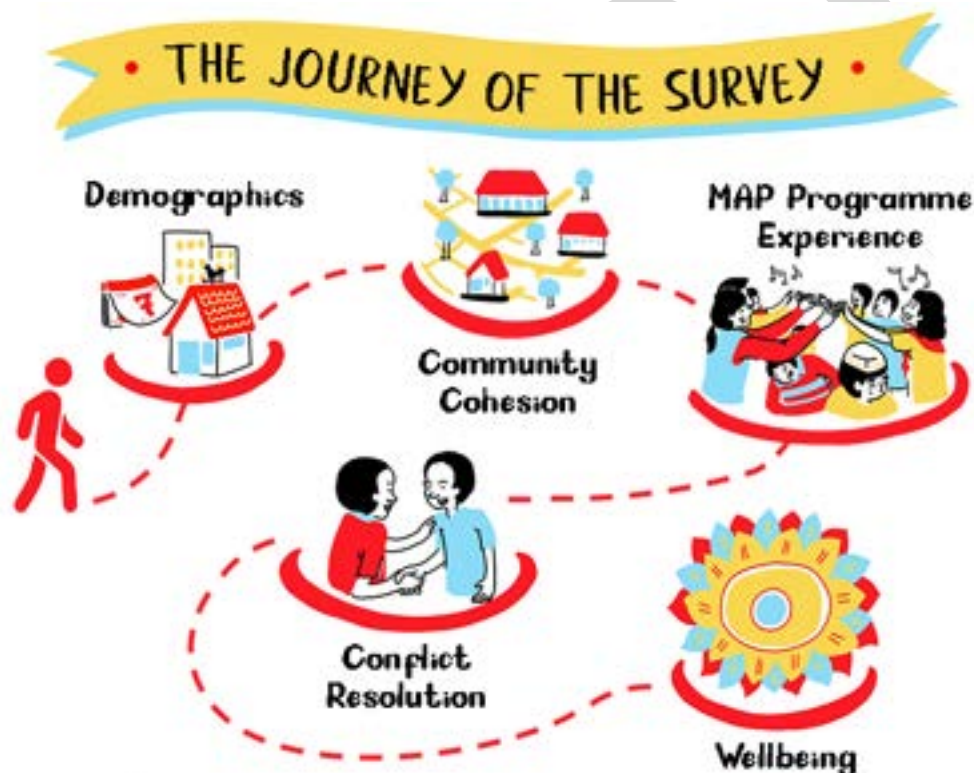 • THE JOURNEY OF THE SURVEY •
Demographics
7
Community
Cohesion
MAP Programme
Experience
Conflict
Resolution
Wellbeing